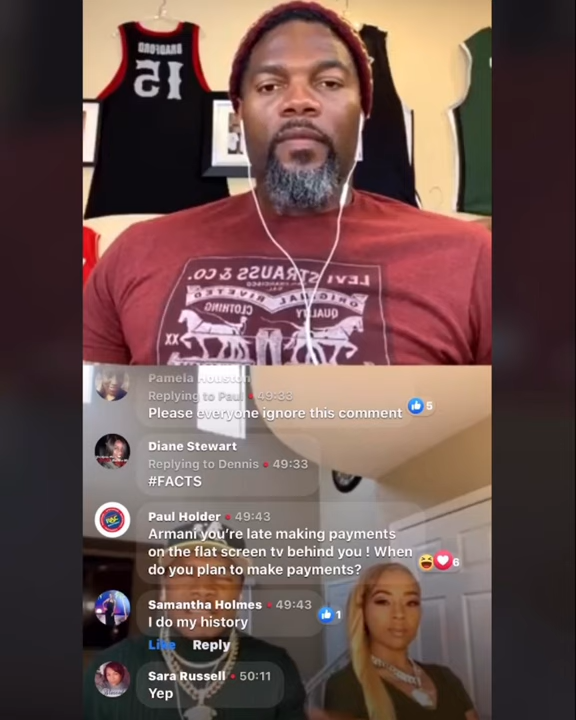 BRADFORD
15
LEVI STRAUSS & CO.
ORIGINAL RIVETED
QUALITY CLOTHING
XX
Pamela Houston
Replying to Paul • 49:33
Please everyone ignore this comment
5
Diane Stewart
Replying to Dennis • 49:33
#FACTS
Paul Holder • 49:43
Armani you're late making payments
on the flat screen tv behind you ! When
do you plan to make payments?
6
Samantha Holmes • 49:43
I do my history
1
Like Reply
Sara Russell • 50:11
Yep